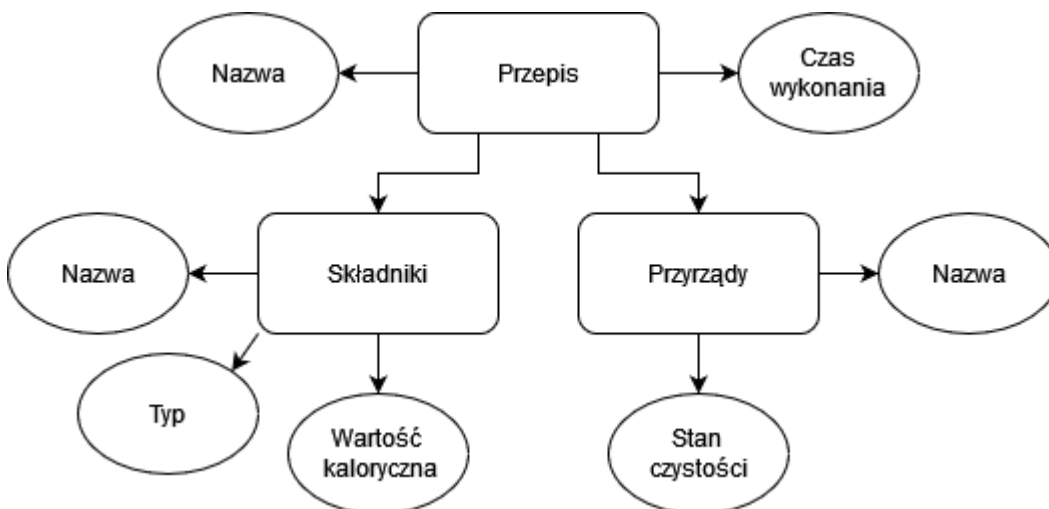 Nazwa
Przepis
Czas
wykonania
Nazwa
Składniki
Przyrządy
Nazwa
Typ
Wartość
kaloryczna
Stan
czystości